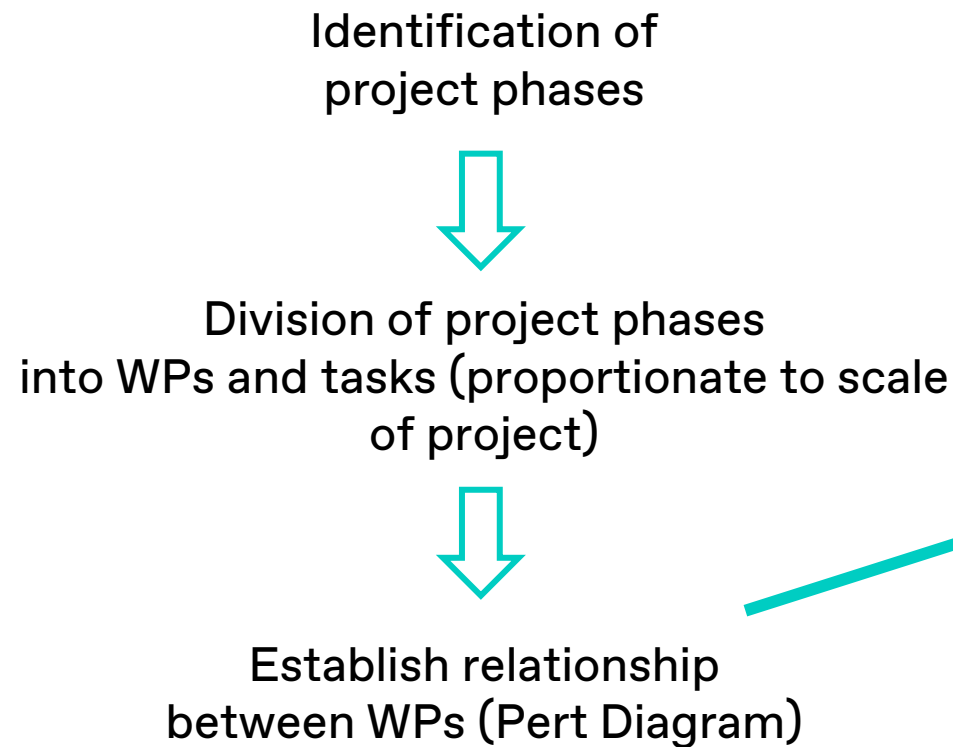 Identification of
project phases
Division of project phases
into WPs and tasks (proportionate to scale
of project)
Establish relationship
between WPs (Pert Diagram)